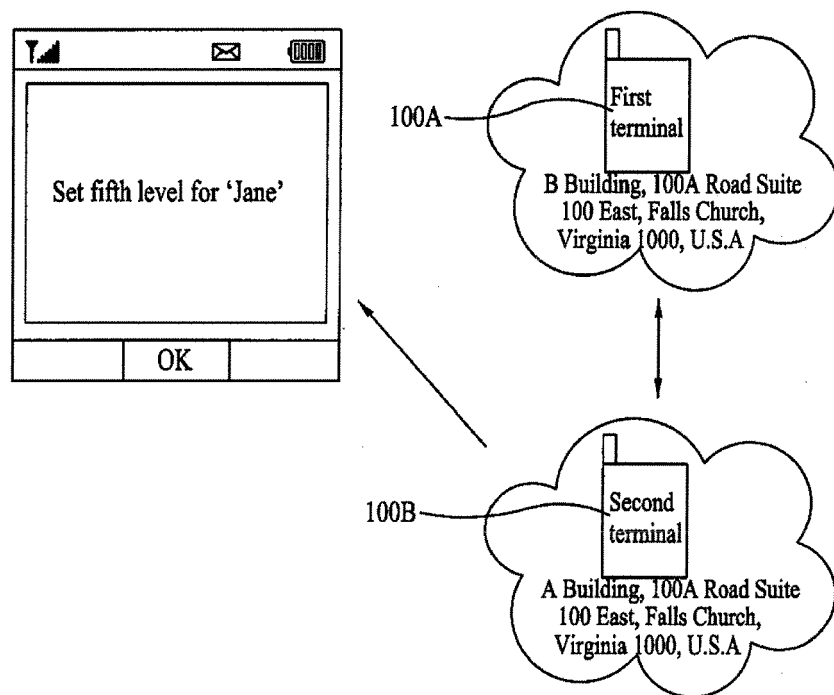 Set fifth level for ‘Jane’
OK
100A
First
terminal
B Building, 100A Road Suite
100 East, Falls Church,
Virginia 1000, U.S.A
100B
Second
terminal
A Building, 100A Road Suite
100 East, Falls Church,
Virginia 1000, U.S.A